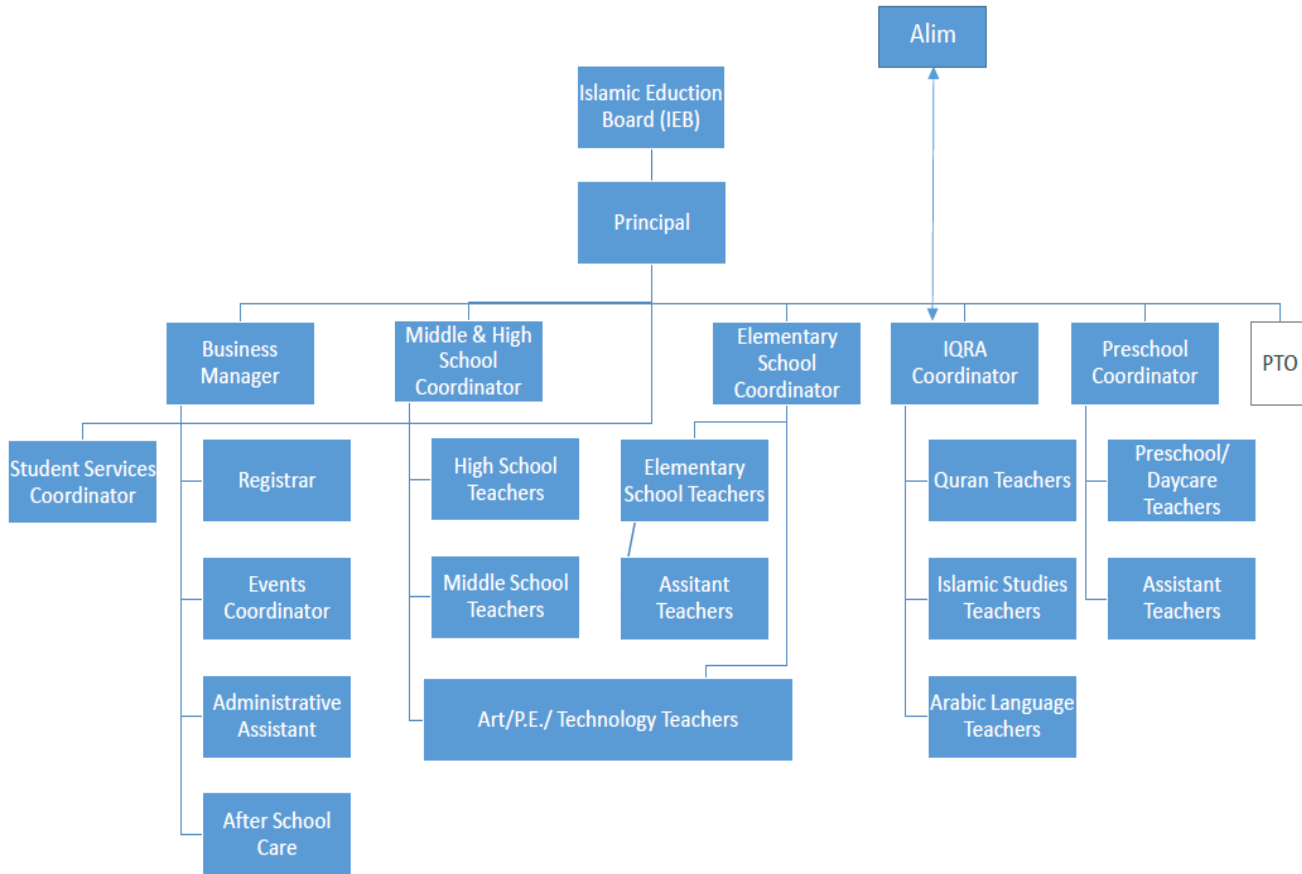 Alim
Islamic Eduction
Board (IEB)
Principal
Business
Manager
Middle & High
School
Coordinator
Elementary
School
Coordinator
IQRA
Coordinator
Preschool
Coordinator
PTO
Student Services
Coordinator
Registrar
High School
Teachers
Elementary
School Teachers
Quran Teachers
Preschool/
Daycare
Teachers
Events
Coordinator
Middle School
Teachers
Assitant
Teachers
Islamic Studies
Teachers
Assistant
Teachers
Administrative
Assistant
Art/P.E./ Technology Teachers
Arabic Language
Teachers
After School
Care